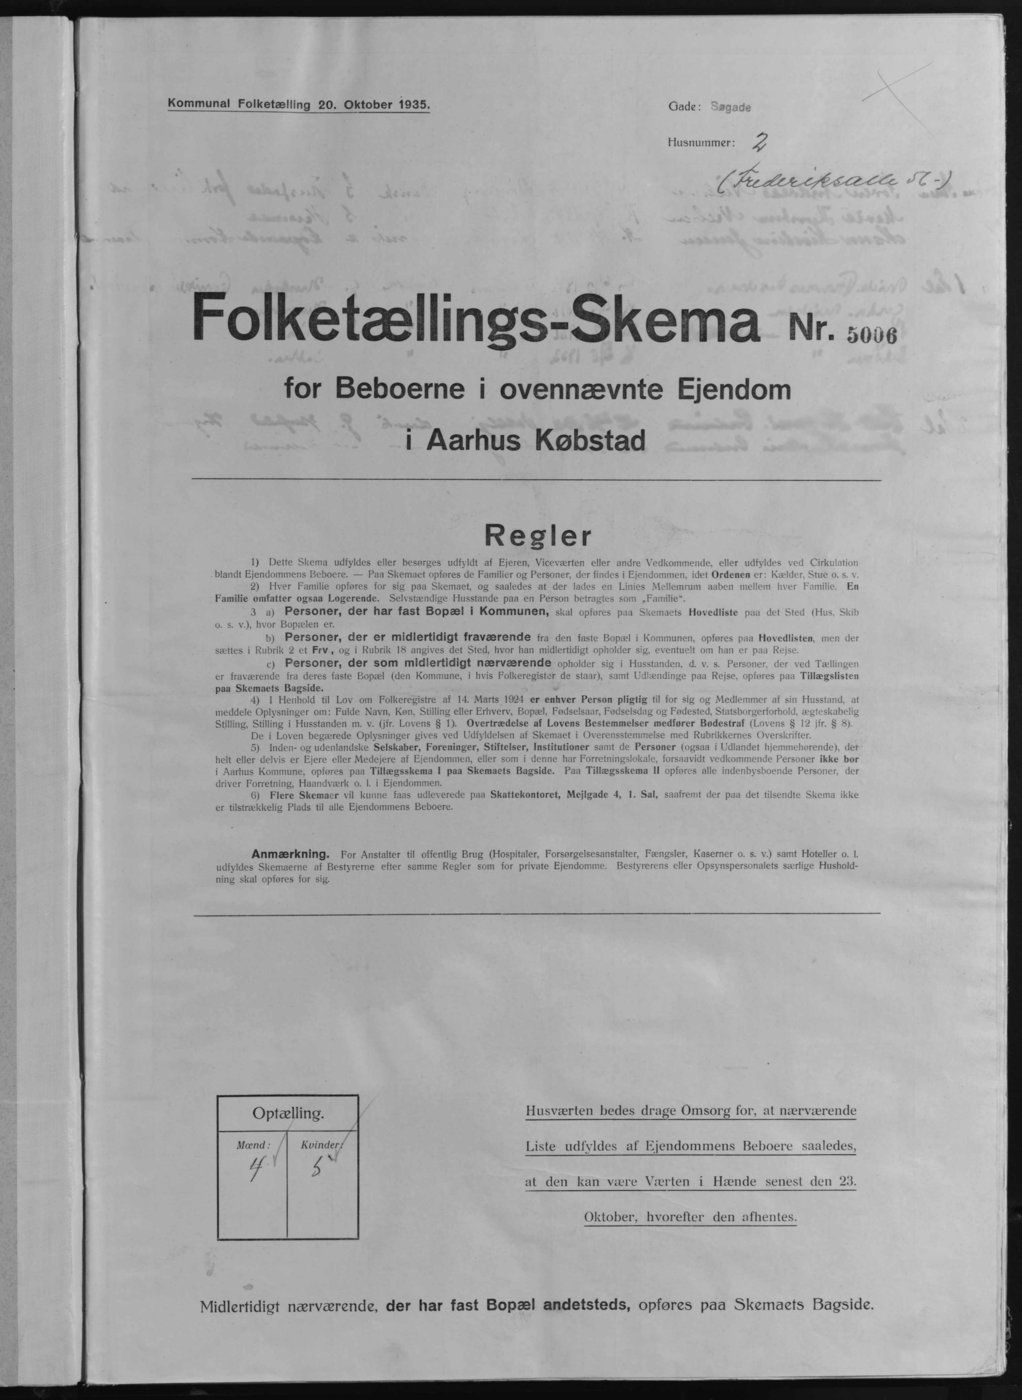 Kommunal Folketælling 20. Oktober 1935.
Gade: Søgade
Husnummer: 2
(Frederiksalle
Folketællings-Skema Nr. 5006
for Beboerne i ovennævnte Ejendom
i Aarhus Købstad
Regler
1) Dette Skema udfyldes eller besørges udfyldt af Ejeren, Viceværten eller andre Vedkommende, eller udfyldes ved Cirkulation
blandt Ejendommens Beboere. — Paa Skemaet opføres de Familier og Personer, der findes i Ejendommen, idet Ordenen er: Kælder, Stue o. s. v.
2) Hver Familie opføres for sig paa Skemaet, og saaledes at der lades en Linies Mellemrum aaben mellem hver Familie. En
Familie omfatter ogsaa Logerende. Selvstændige Husstande paa en Person betragtes som „Familie“.
3 a) Personer, der har fast Bopæl i Kommunen, skal opføres paa Skemaets Hovedliste paa det Sted (Hus, Skib
o. s. v.), hvor Bopælen er.
b) Personer, der er midlertidigt fraværende fra den faste Bopæl i Kommunen, opføres paa Hovedlisten, men der
sættes i Rubrik 2 et Frv., og i Rubrik 18 angives det Sted, hvor han midlertidigt opholder sig, eventuelt om han er paa Rejse.
c) Personer, der som midlertidigt nærværende opholder sig i Husstanden, d. v. s. Personer, der ved Tællingen
er fraværende fra deres faste Bopæl (den Kommune, i hvis Folkeregister de staar), samt Udlændinge paa Rejse, opføres paa Tillægslisten
paa Skemaets Bagside.
4) I Henhold til Lov om Folkeregistre af 14. Marts 1924 er enhver Person pligtig til for sig og Medlemmer af sin Husstand, at
meddele Oplysninger om: Fulde Navn, Køn, Stilling eller Erhverv, Bopæl, Fødselsaar, Fødselsdag og Fødested, Statsborgerforhold, ægteskabelig
Stilling, Stilling i Husstanden m. v. (jfr. Lovens § 1). Overtrædelse af Lovens Bestemmelser medfører Bødestraf (Lovens § 12 jfr. § 8).
De i Loven begærede Oplysninger gives ved Udfyldelsen af Skemaet i Overensstemmelse med Rubrikkernes Overskrifter.
5) Inden- og udenlandske Selskaber, Foreninger, Stiftelser, Institutioner samt de Personer (ogsaa i Udlandet hjemmehørende), der
helt eller delvis er Ejere eller Medejere af Ejendommen, eller som i denne har Forretningslokale, forsaavidt vedkommende Personer ikke bor
i Aarhus Kommune, opføres paa Tillægsskema I paa Skemaets Bagside. Paa Tillægsskema II opføres alle indenbysboende Personer, der
driver Forretning, Haandværk o. l. i Ejendommen.
6) Flere Skemaer vil kunne faas udleverede paa Skattekontoret, Mejlgade 4, 1. Sal, saafremt der paa det tilsendte Skema ikke
er tilstrækkelig Plads til alle Ejendommens Beboere.
Anmærkning. For Anstalter til offentlig Brug (Hospitaler, Forsørgelsesanstalter, Fængsler, Kaserner o. s. v.) samt Hoteller o. l.
udfyldes Skemaerne af Bestyrerne efter samme Regler som for private Ejendomme. Bestyrerens eller Opsynspersonalets særlige Hushold-
ning skal opføres for sig.
Optælling.
Mænd: Kvinder:
4 5
Husværten bedes drage Omsorg for, at nærværende
Liste udfyldes af Ejendommens Beboere saaledes,
at den kan være Værten i Hænde senest den 23.
Oktober, hvorefter den afhentes.
Midlertidigt nærværende, der har fast Bopæl andetsteds, opføres paa Skemaets Bagside.